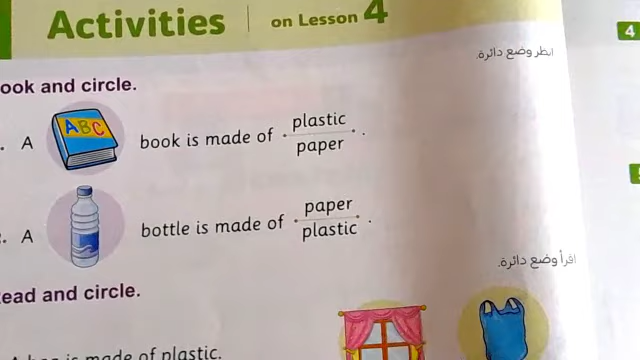 Activities on Lesson 4
4
انظر وضع دائرة.
ook and circle.
A ABC book is made of plastic / paper .
A bottle is made of paper / plastic .
اقرأ وضع دائرة.
ead and circle.
is made of plastic.